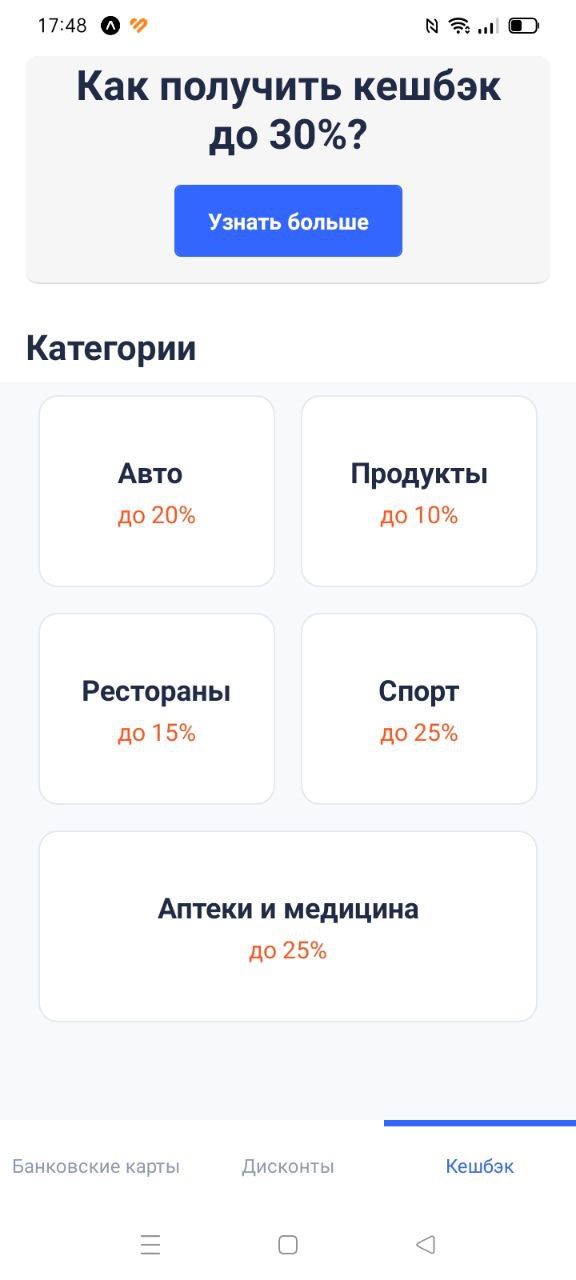 17:48
Как получить кешбэк
до 30%?
Узнать больше
Категории
Авто
до 20%
Продукты
до 10%
Рестораны
до 15%
Спорт
до 25%
Аптеки и медицина
до 25%
Банковские карты
Дисконты
Кешбэк